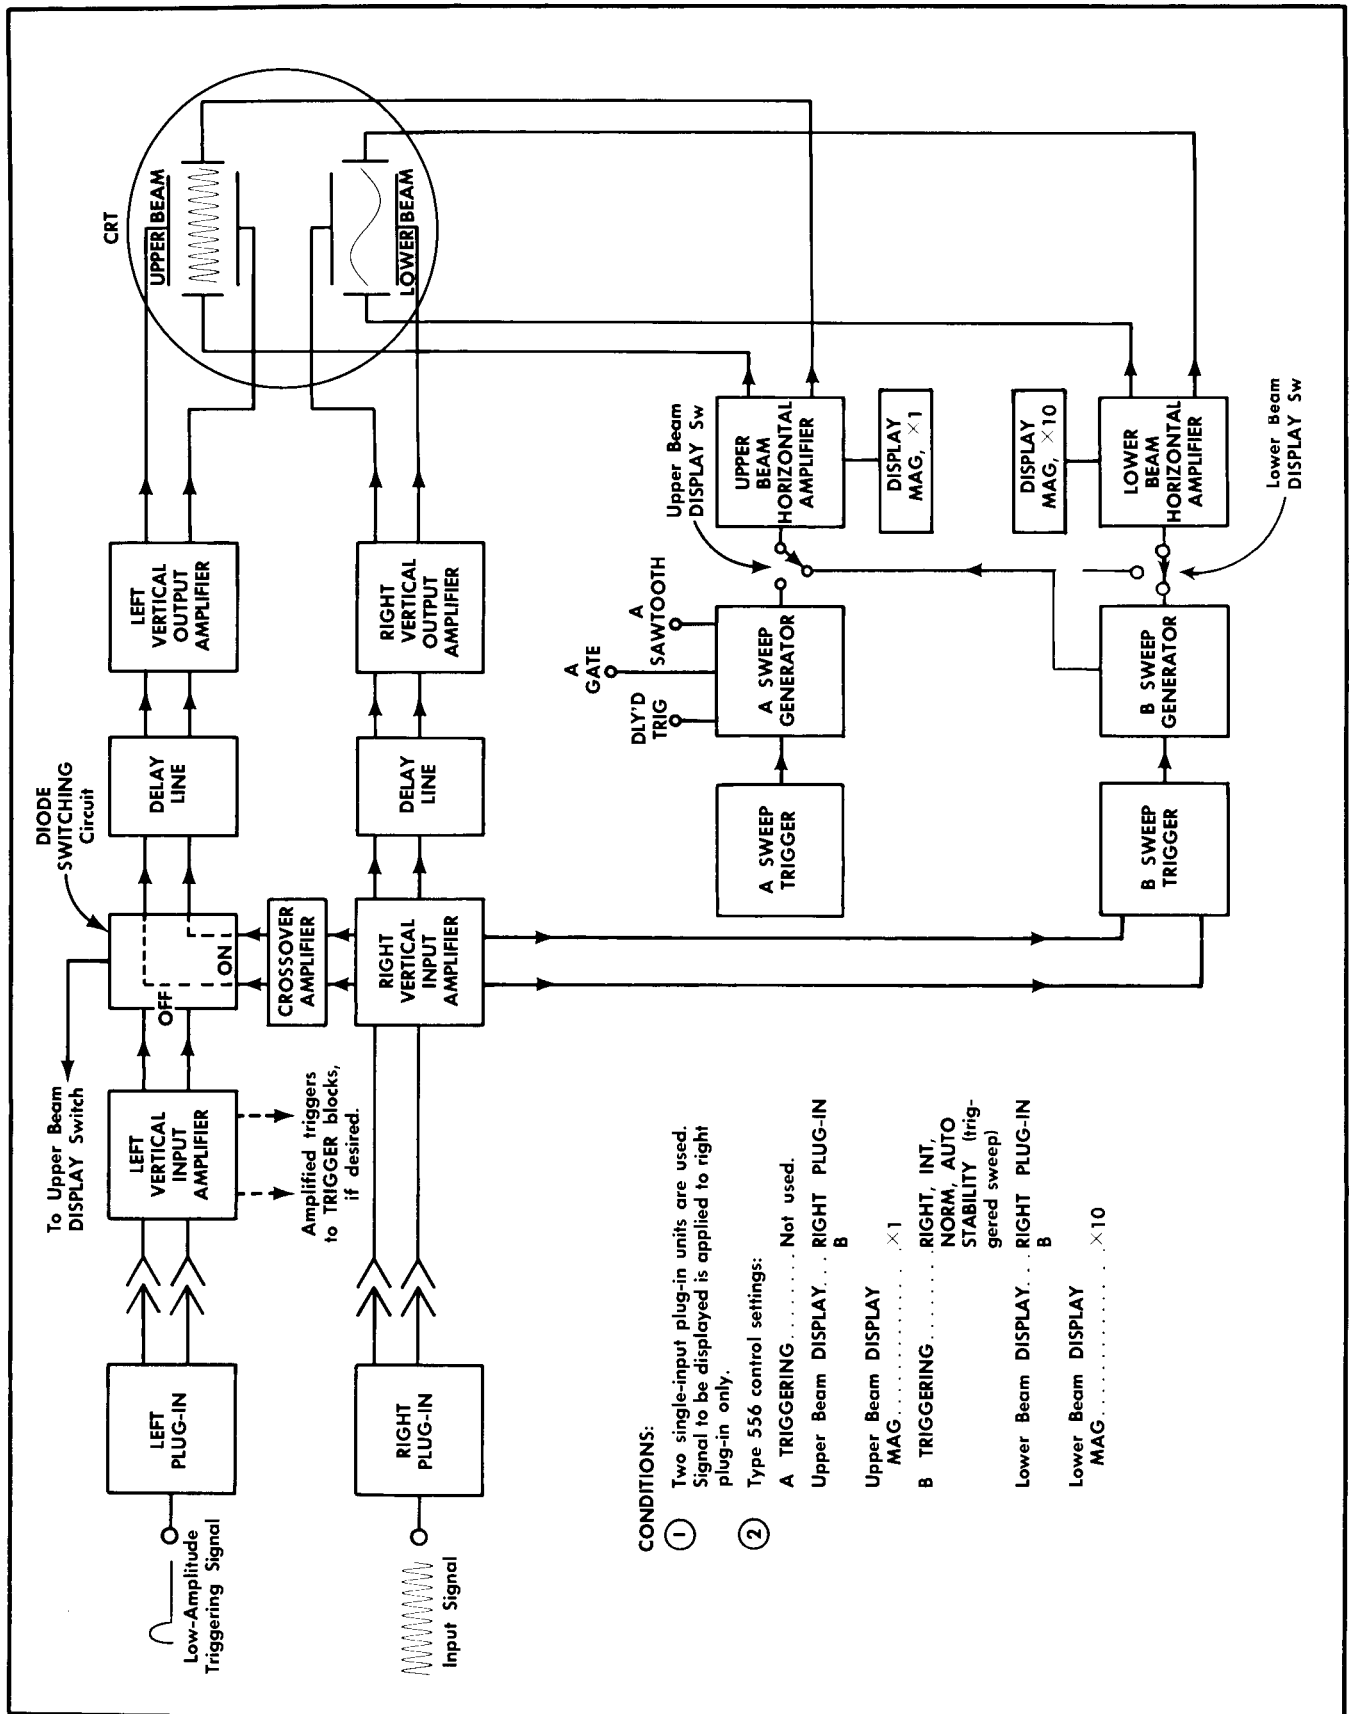 To Upper Beam
DISPLAY Switch
DIODE
SWITCHING
Circuit
CRT
Low-Amplitude
Triggering Signal
LEFT
PLUG-IN
LEFT
VERTICAL
INPUT
AMPLIFIER
OFF
ON
DELAY
LINE
LEFT
VERTICAL
OUTPUT
AMPLIFIER
UPPER BEAM
Amplified triggers
to TRIGGER blocks,
if desired.
CROSSOVER
AMPLIFIER
Input Signal
RIGHT
PLUG-IN
RIGHT
VERTICAL
INPUT
AMPLIFIER
DELAY
LINE
RIGHT
VERTICAL
OUTPUT
AMPLIFIER
LOWER BEAM
DLY'D
TRIG
A
GATE
A
SAWTOOTH
Upper Beam
DISPLAY Sw
A SWEEP
TRIGGER
A SWEEP
GENERATOR
UPPER
BEAM
HORIZONTAL
AMPLIFIER
DISPLAY
MAG, ×1
DISPLAY
MAG, ×10
B SWEEP
TRIGGER
B SWEEP
GENERATOR
LOWER
BEAM
HORIZONTAL
AMPLIFIER
Lower Beam
DISPLAY Sw
CONDITIONS:
1 Two single-input plug-in units are used.
Signal to be displayed is applied to right
plug-in only.
2 Type 556 control settings:
A TRIGGERING........Not used.
Upper Beam DISPLAY...RIGHT PLUG-IN
B
Upper Beam DISPLAY
MAG.............×1
B TRIGGERING........RIGHT, INT,
NORM, AUTO
STABILITY (trig-
gered sweep)
Lower Beam DISPLAY...RIGHT PLUG-IN
B
Lower Beam DISPLAY
MAG.............×10